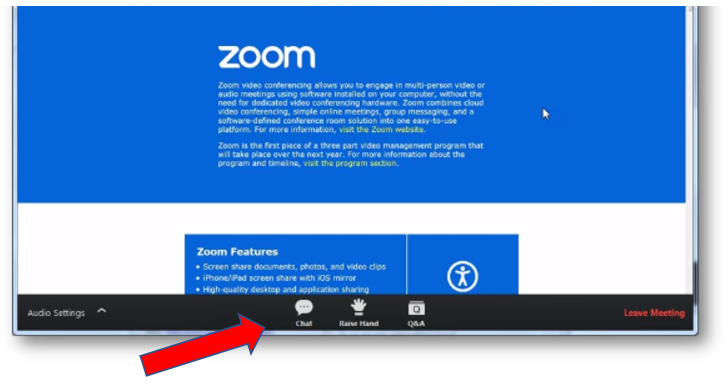 zoom
Zoom video conferencing allows you to engage in multi-person video or
audio meetings using software installed on your computer, without the
need for dedicated video conferencing hardware. Zoom combines cloud
video conferencing, simple online meetings, group messaging, and a
software-defined conference room solution into one easy-to-use
platform. For more information, visit the Zoom website.
Zoom is the first piece of a three part video management program that
will take place over the next year. For more information about the
program and timeline, visit the program section.
Zoom Features
• Screen share documents, photos, and video clips
• iPhone/iPad screen share with iOS mirror
• High-quality desktop and application sharing
Audio Settings
Chat
Raise Hand
Q
Q&A
Leave Meeting